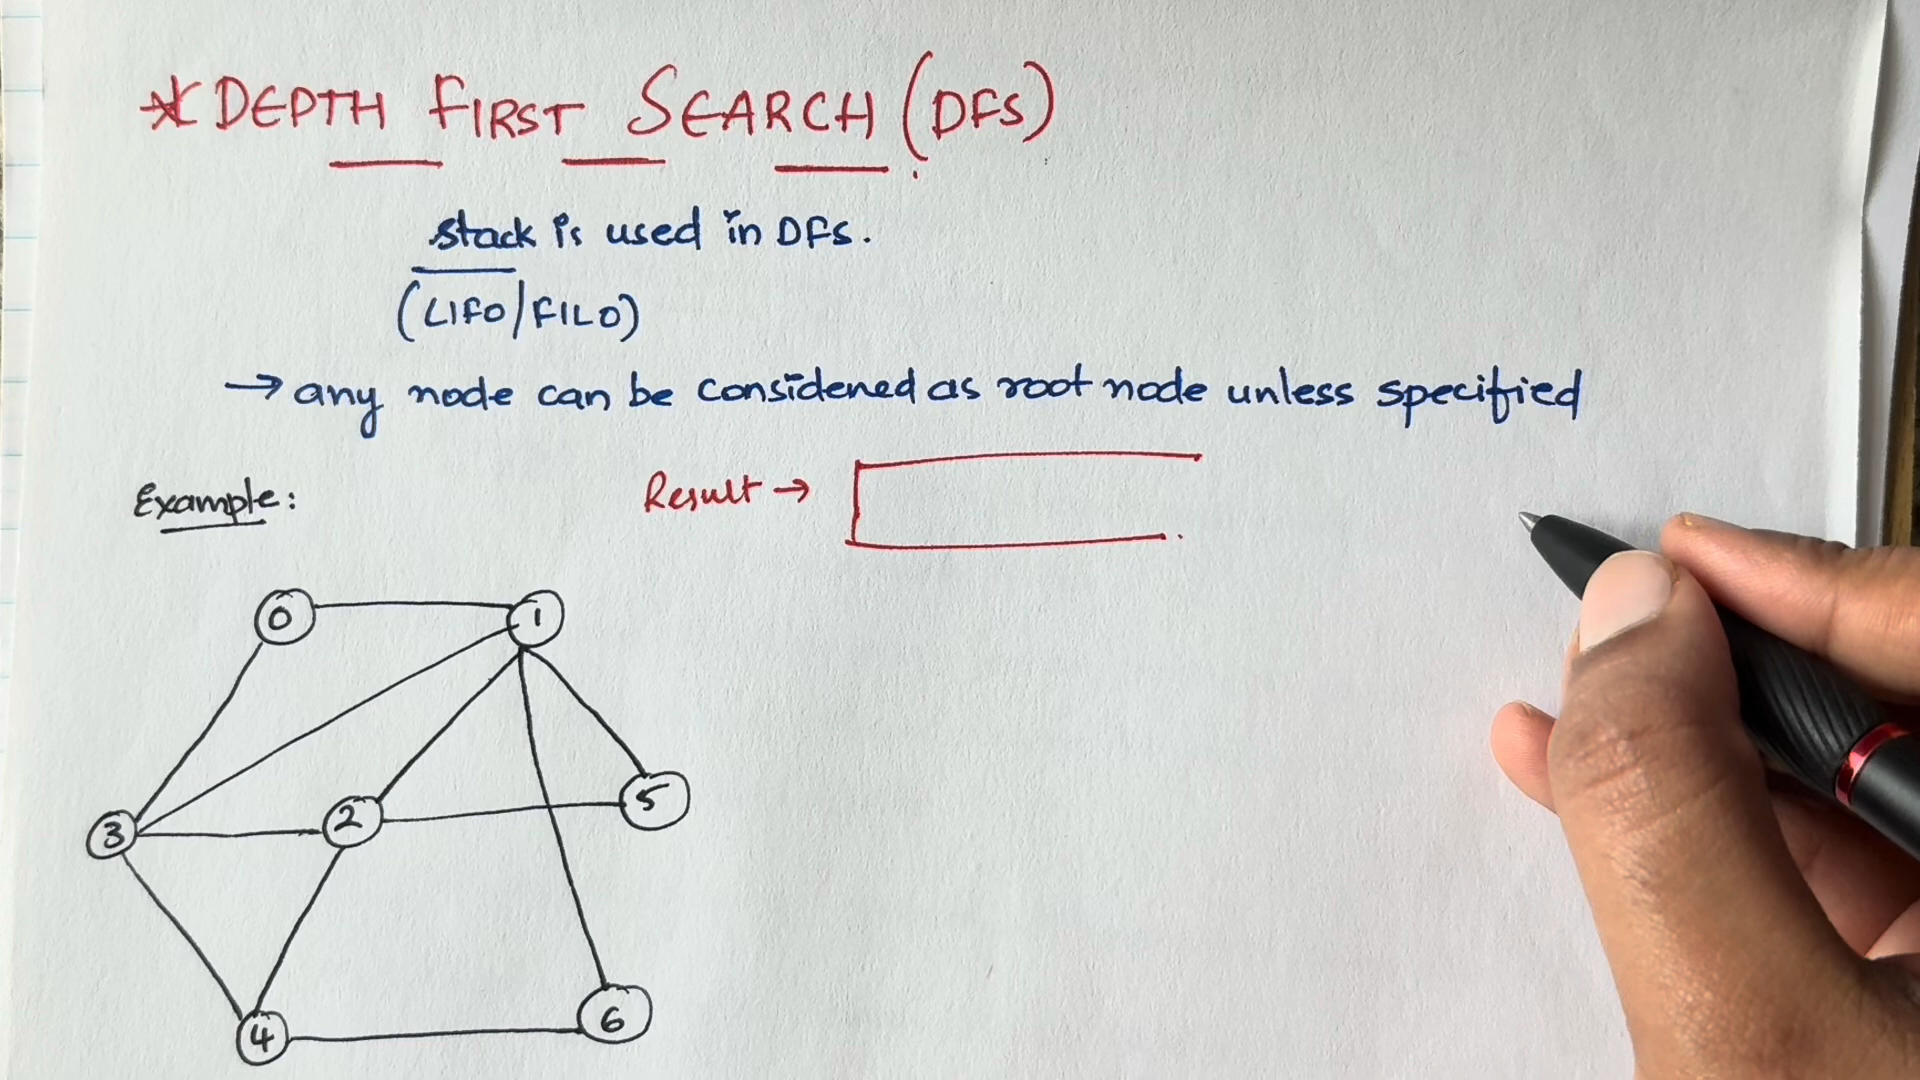 * DEPTH FIRST SEARCH (DFS)
stack is used in DFS.
(LIFO/FILO)
→ any node can be considened as root node unless specified
Example:
Result →
0
1
3
2
5
4
6